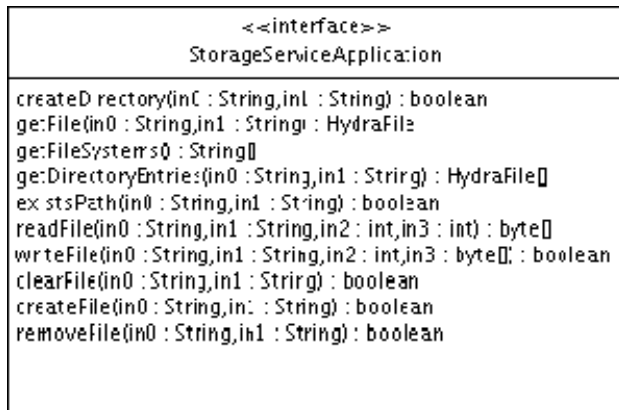 <<interface>>
StorageServiceApplication
createDirectory(in0 : String,in1 : String) : boolean
getFile(in0 : String,in1 : String) : HydraFile
getFileSystems() : String[]
getDirectoryEntries(in0 : String,in1 : String) : HydraFile[]
existsPath(in0 : String,in1 : String) : boolean
readFile(in0 : String,in1 : String,in2 : int,in3 : int) : byte[]
writeFile(in0 : String,in1 : String,in2 : int,in3 : byte[]) : boolean
clearFile(in0 : String,in1 : String) : boolean
createFile(in0 : String,in1 : String) : boolean
removeFile(in0 : String,in1 : String) : boolean